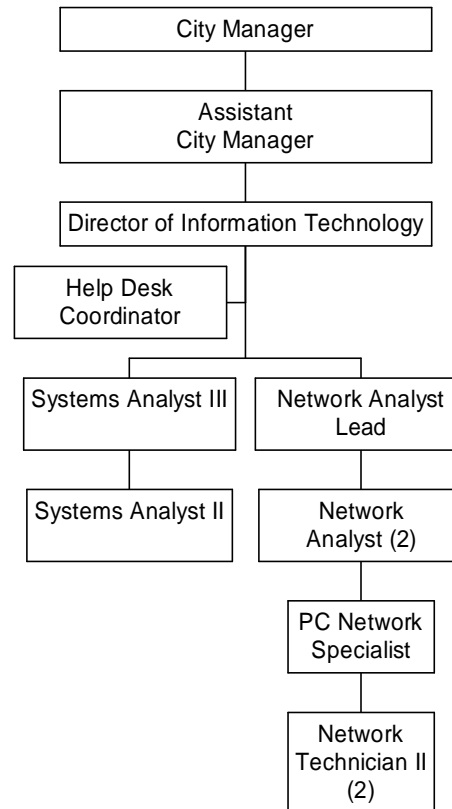 City Manager
Assistant
City Manager
Director of Information Technology
Help Desk
Coordinator
Systems Analyst III
Network Analyst
Lead
Systems Analyst II
Network
Analyst (2)
PC Network
Specialist
Network
Technician II
(2)